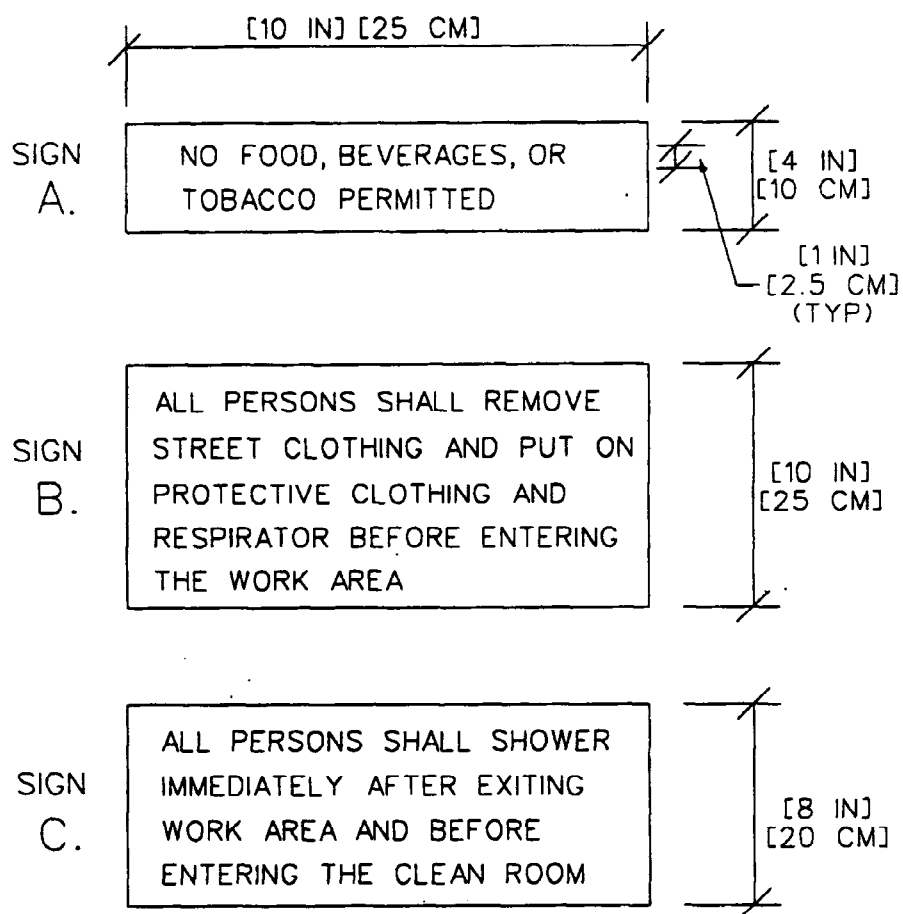 [10 IN] [25 CM]
SIGN
A.
NO FOOD, BEVERAGES, OR
TOBACCO PERMITTED
[4 IN]
[10 CM]
[1 IN]
[2.5 CM]
(TYP)
SIGN
B.
ALL PERSONS SHALL REMOVE
STREET CLOTHING AND PUT ON
PROTECTIVE CLOTHING AND
RESPIRATOR BEFORE ENTERING
THE WORK AREA
[10 IN]
[25 CM]
SIGN
C.
ALL PERSONS SHALL SHOWER
IMMEDIATELY AFTER EXITING
WORK AREA AND BEFORE
ENTERING THE CLEAN ROOM
[8 IN]
[20 CM]